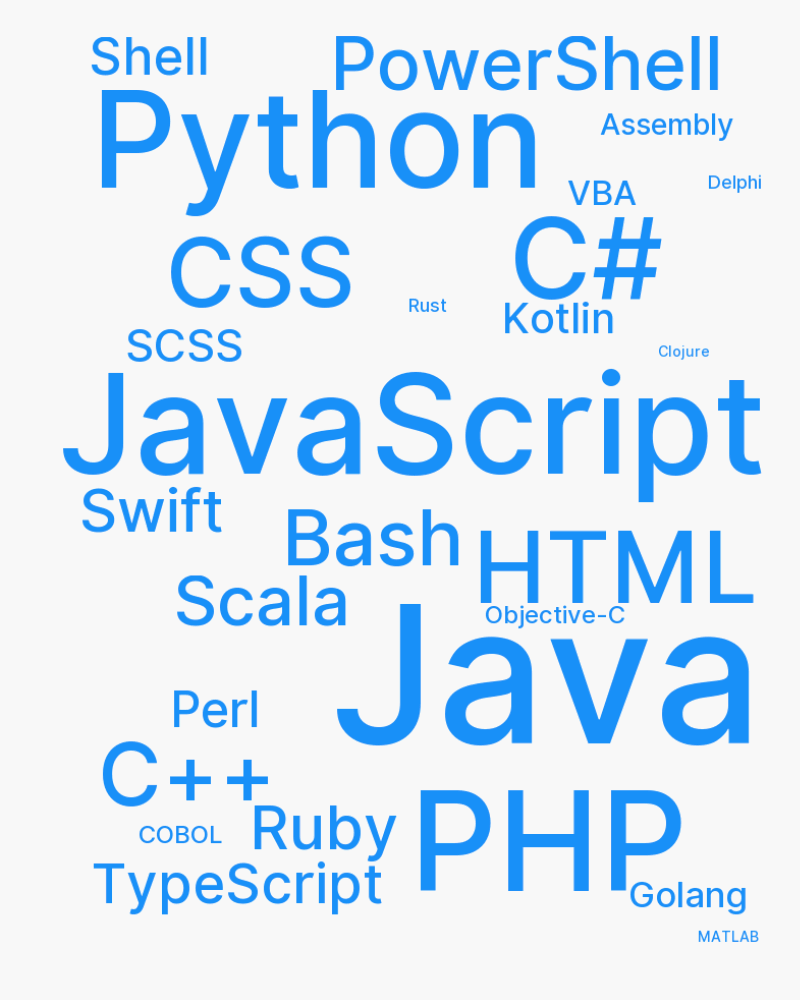 Shell
PowerShell
Python
Assembly
Delphi
VBA
CSS
C#
Rust
Kotlin
SCSS
Clojure
JavaScript
Swift
Bash
HTML
Scala
Objective-C
Java
Perl
C++
PHP
COBOL
Ruby
TypeScript
Golang
MATLAB